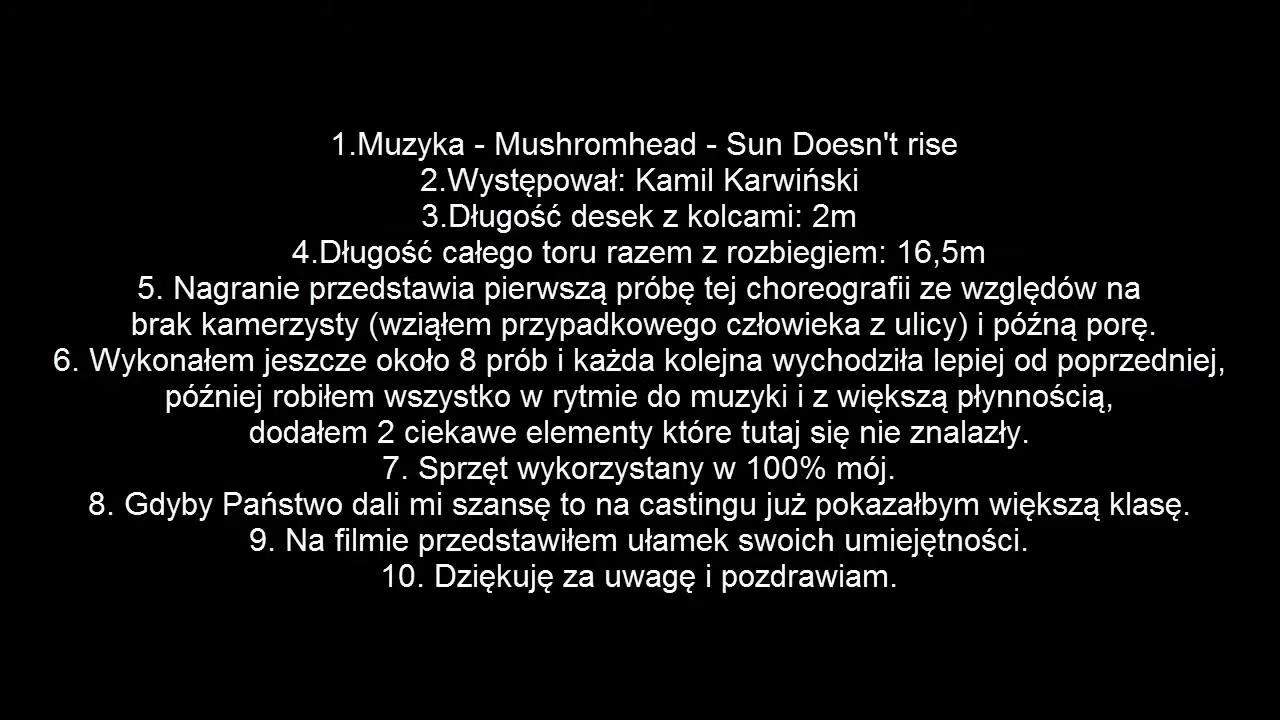 1.Muzyka - Mushromhead - Sun Doesn't rise
2.Występował: Kamil Karwiński
3.Długość desek z kolcami: 2m
4.Długość całego toru razem z rozbiegiem: 16,5m
5. Nagranie przedstawia pierwszą próbę tej choreografii ze względów na
brak kamerzysty (wziąłem przypadkowego człowieka z ulicy) i późną porę.
6. Wykonałem jeszcze około 8 prób i każda kolejna wychodziła lepiej od poprzedniej,
później robiłem wszystko w rytmie do muzyki i z większą płynnością,
dodałem 2 ciekawe elementy które tutaj się nie znalazły.
7. Sprzęt wykorzystany w 100% mój.
8. Gdyby Państwo dali mi szansę to na castingu już pokazałbym większą klasę.
9. Na filmie przedstawiłem ułamek swoich umiejętności.
10. Dziękuję za uwagę i pozdrawiam.